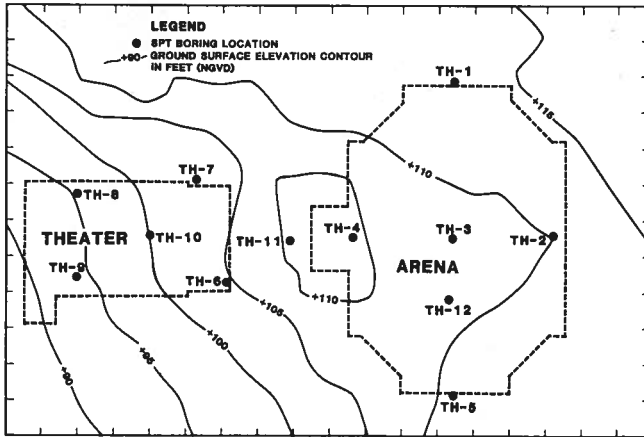 LEGEND
SPT BORING LOCATION
+90 GROUND SURFACE ELEVATION CONTOUR
IN FEET (NGVD)
TH-1
+115
+110
TH-7
TH-8
THEATER
TH-10
TH-11
TH-4
TH-3
TH-2
ARENA
TH-9
TH-6
+110
TH-12
+105
+100
+95
+90
TH-5